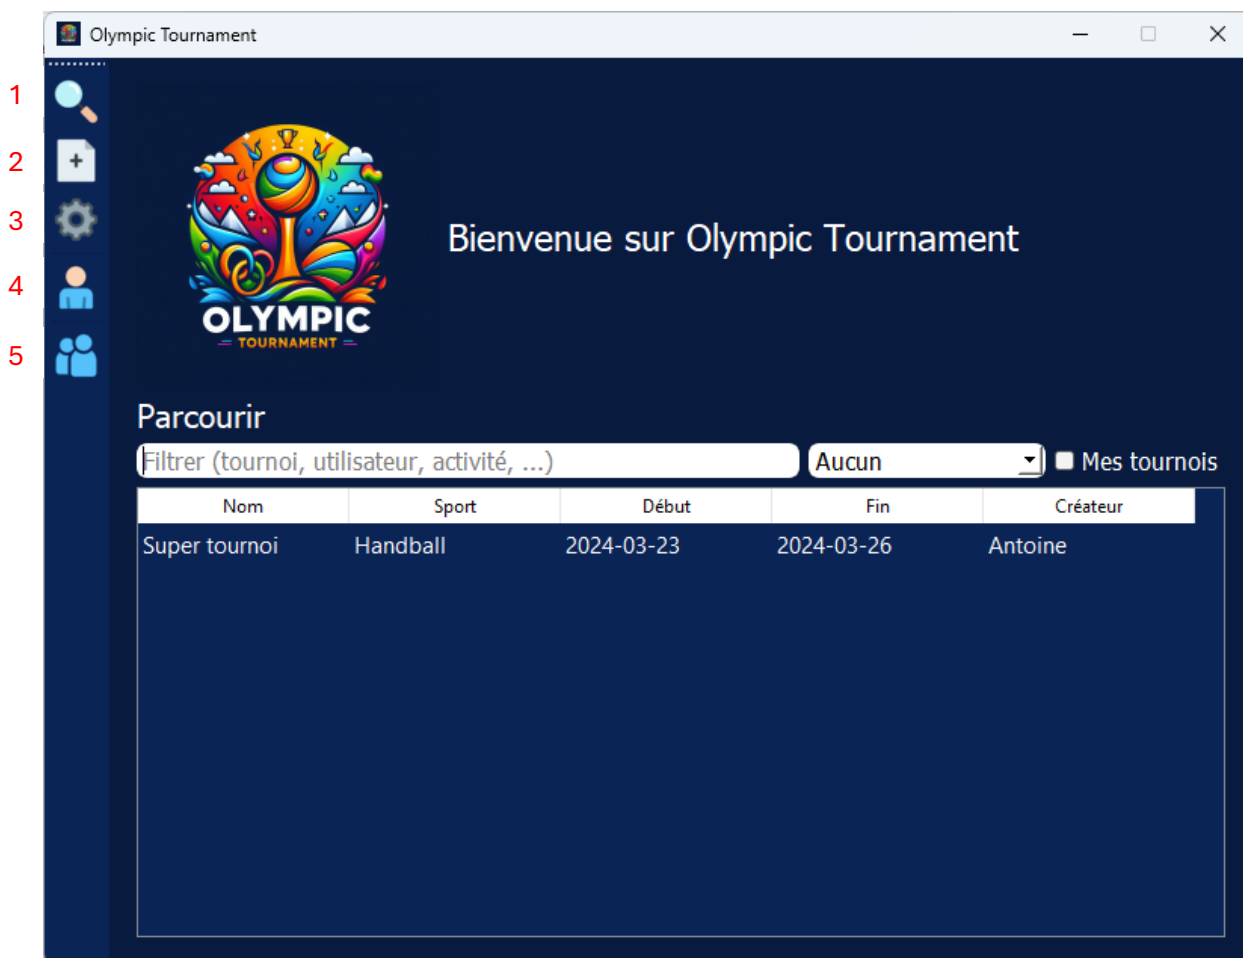 Olympic Tournament
1
2
3
4
5
OLYMPIC
TOURNAMENT
Bienvenue sur Olympic Tournament
Parcourir
Filtrer (tournoi, utilisateur, activité, ...) Aucun Mes tournois
Nom Sport Début Fin Créateur
Super tournoi Handball 2024-03-23 2024-03-26 Antoine